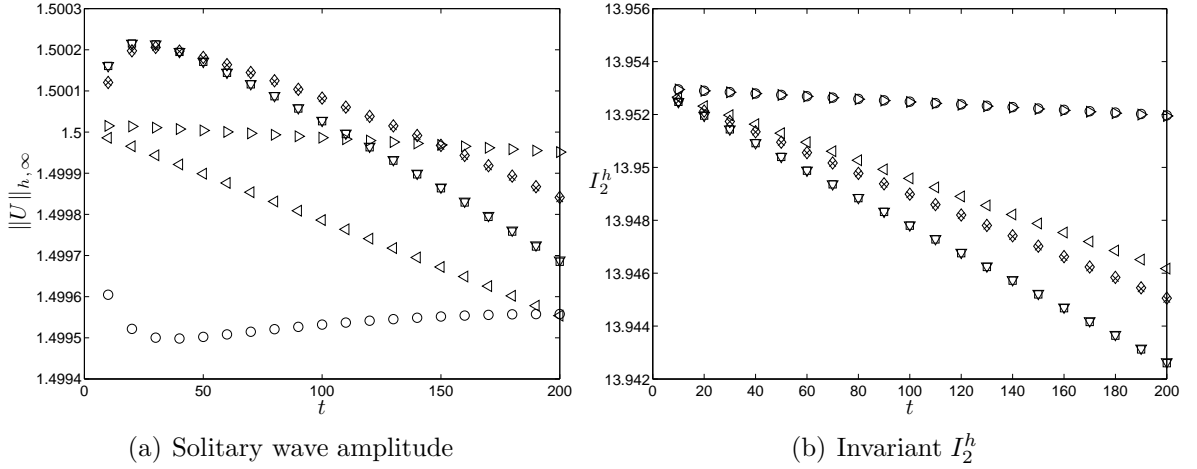 1.5003
1.5002
1.5001
1.5
1.4999
1.4998
1.4997
1.4996
1.4995
1.4994
‖U‖_{h,∞}
0 50 100 150 200
t
(a) Solitary wave amplitude
13.956
13.954
13.952
13.95
13.948
13.946
13.944
13.942
I_2^h
0 20 40 60 80 100 120 140 160 180 200
t
(b) Invariant I_2^h